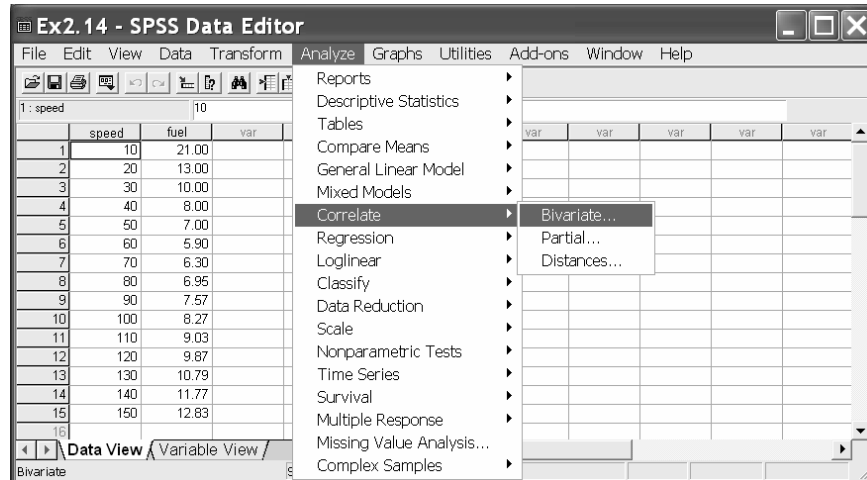 Ex2.14 - SPSS Data Editor
File Edit View Data Transform Analyze Graphs Utilities Add-ons Window Help
1 : speed 10
speed fuel var var var var var var
1 10 21.00
2 20 13.00
3 30 10.00
4 40 8.00
5 50 7.00
6 60 5.90
7 70 6.30
8 80 6.95
9 90 7.57
10 100 8.27
11 110 9.03
12 120 9.87
13 130 10.79
14 140 11.77
15 150 12.83
16
Reports
Descriptive Statistics
Tables
Compare Means
General Linear Model
Mixed Models
Correlate
Regression
Loglinear
Classify
Data Reduction
Scale
Nonparametric Tests
Time Series
Survival
Multiple Response
Missing Value Analysis...
Complex Samples
Bivariate...
Partial...
Distances...
Data View Variable View
Bivariate